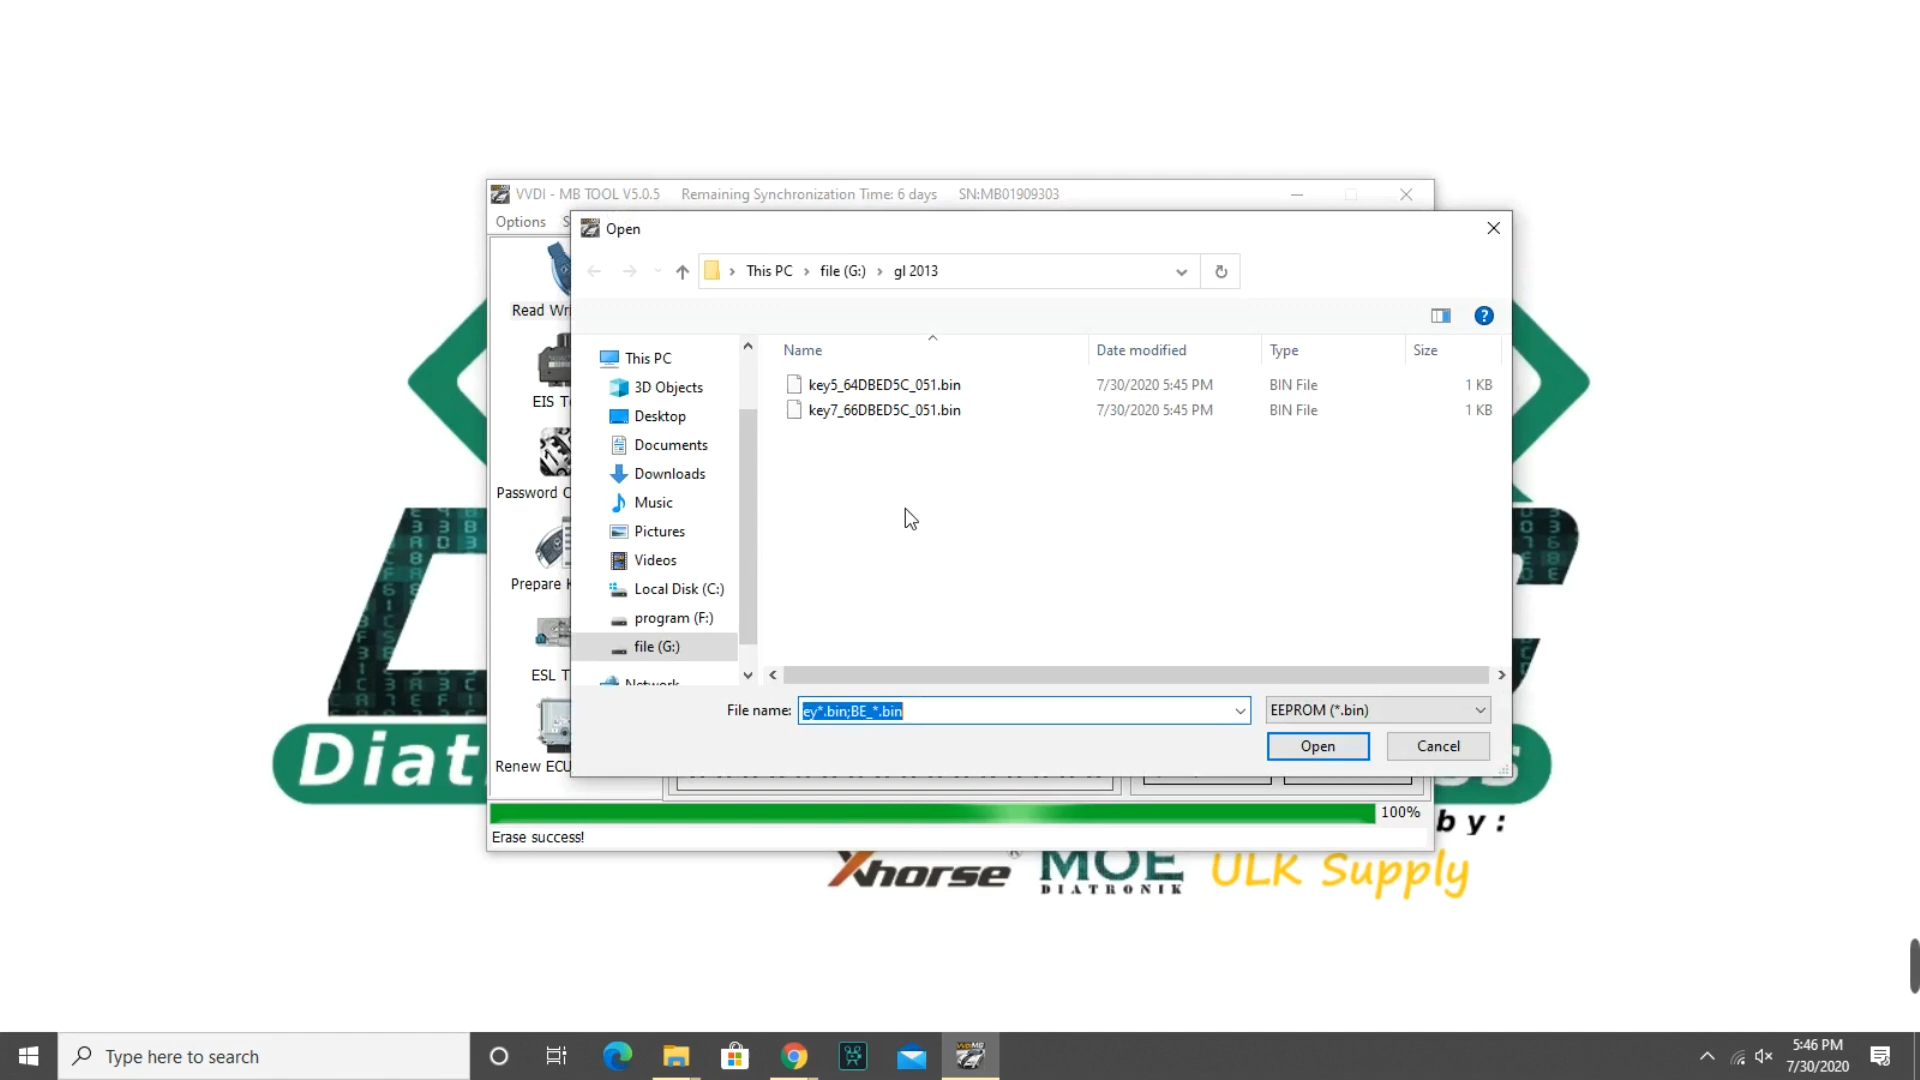 VVDI - MB TOOL V5.0.5 Remaining Synchronization Time: 6 days SN:MB01909303
Options S
Open
This PC › file (G:) › gl 2013
Read Wri
EIS T
Password C
Prepare K
ESL T
Renew ECU
This PC
3D Objects
Desktop
Documents
Downloads
Music
Pictures
Videos
Local Disk (C:)
program (F:)
file (G:)
Network
Name Date modified Type Size
key5_64DBED5C_051.bin 7/30/2020 5:45 PM BIN File 1 KB
key7_66DBED5C_051.bin 7/30/2020 5:45 PM BIN File 1 KB
File name: ey*.bin;BE_*.bin EEPROM (*.bin)
Open Cancel
100%
Erase success!
Diat
by:
Xhorse ® MOE DIATRONIK ULK Supply
Type here to search
5:46 PM
7/30/2020